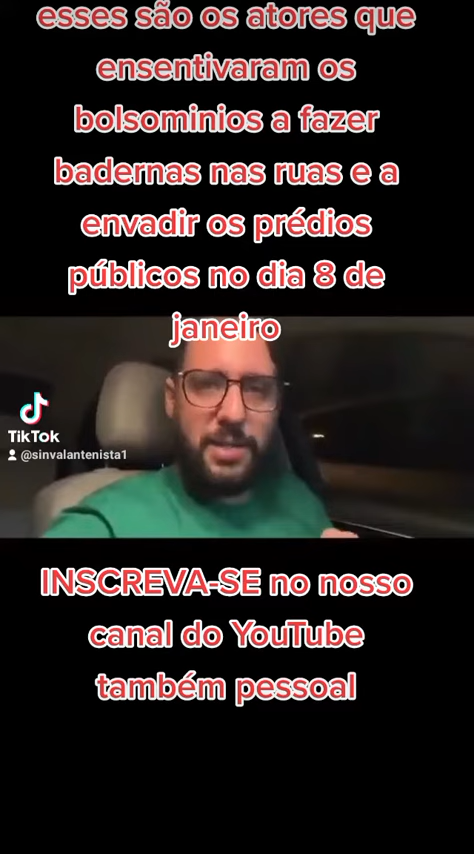 esses são os atores que
ensentivaram os
bolsominios a fazer
badernas nas ruas e a
envadir os prédios
públicos no dia 8 de
janeiro
TikTok
@sinvalantenista1
INSCREVA-SE no nosso
canal do YouTube
também pessoal